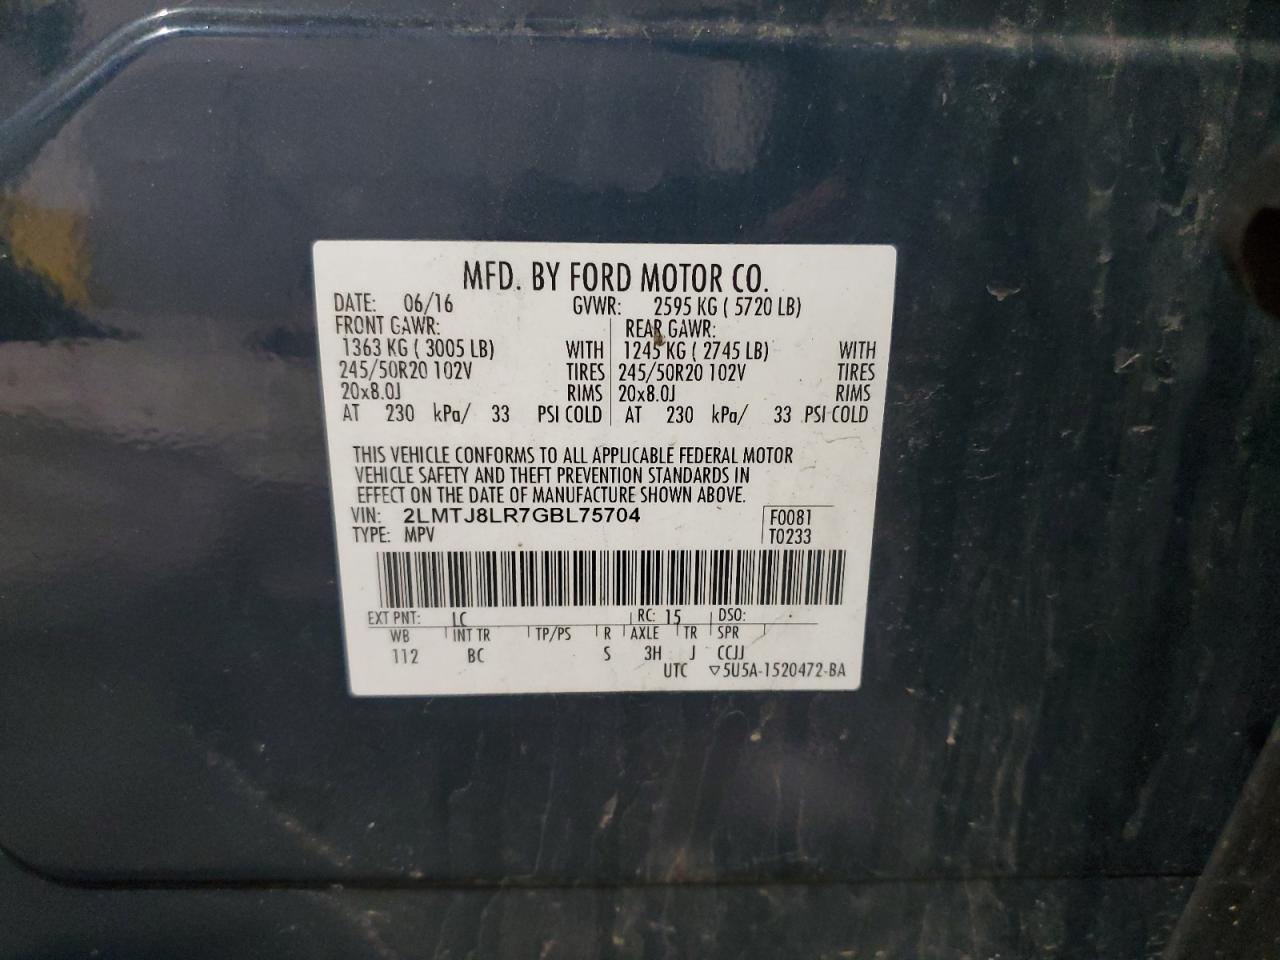 MFD. BY FORD MOTOR CO.
DATE: 06/16 GVWR: 2595 KG ( 5720 LB)
FRONT GAWR: REAR GAWR:
1363 KG ( 3005 LB) WITH 1245 KG ( 2745 LB) WITH
245/50R20 102V TIRES 245/50R20 102V TIRES
20x8.0J RIMS 20x8.0J RIMS
AT 230 kPa/ 33 PSI COLD AT 230 kPa/ 33 PSI COLD
THIS VEHICLE CONFORMS TO ALL APPLICABLE FEDERAL MOTOR
VEHICLE SAFETY AND THEFT PREVENTION STANDARDS IN
EFFECT ON THE DATE OF MANUFACTURE SHOWN ABOVE.
VIN: 2LMTJ8LR7GBL75704 F0081
TYPE: MPV T0233
EXT PNT: LC RC: 15 DSO:
WB INT TR TP/PS R AXLE TR SPR
112 BC S 3H J CCJJ
UTC ▽5U5A-1520472-BA